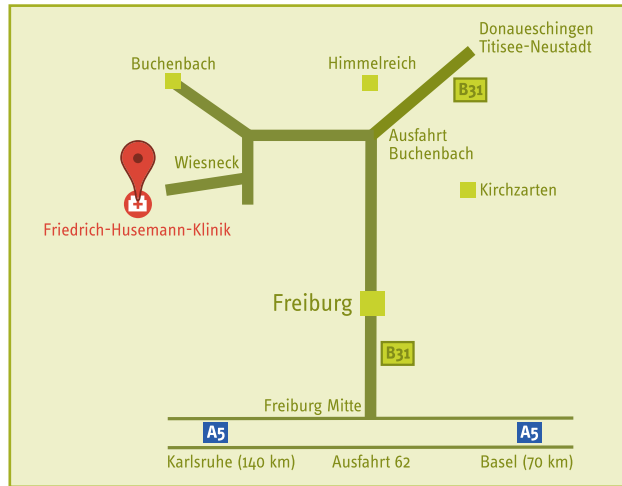 Donaueschingen
Titisee-Neustadt
Buchenbach
Himmelreich
B31
Ausfahrt
Buchenbach
Wiesneck
Kirchzarten
Friedrich-Husemann-Klinik
Freiburg
B31
Freiburg Mitte
A5
A5
Karlsruhe (140 km)
Ausfahrt 62
Basel (70 km)